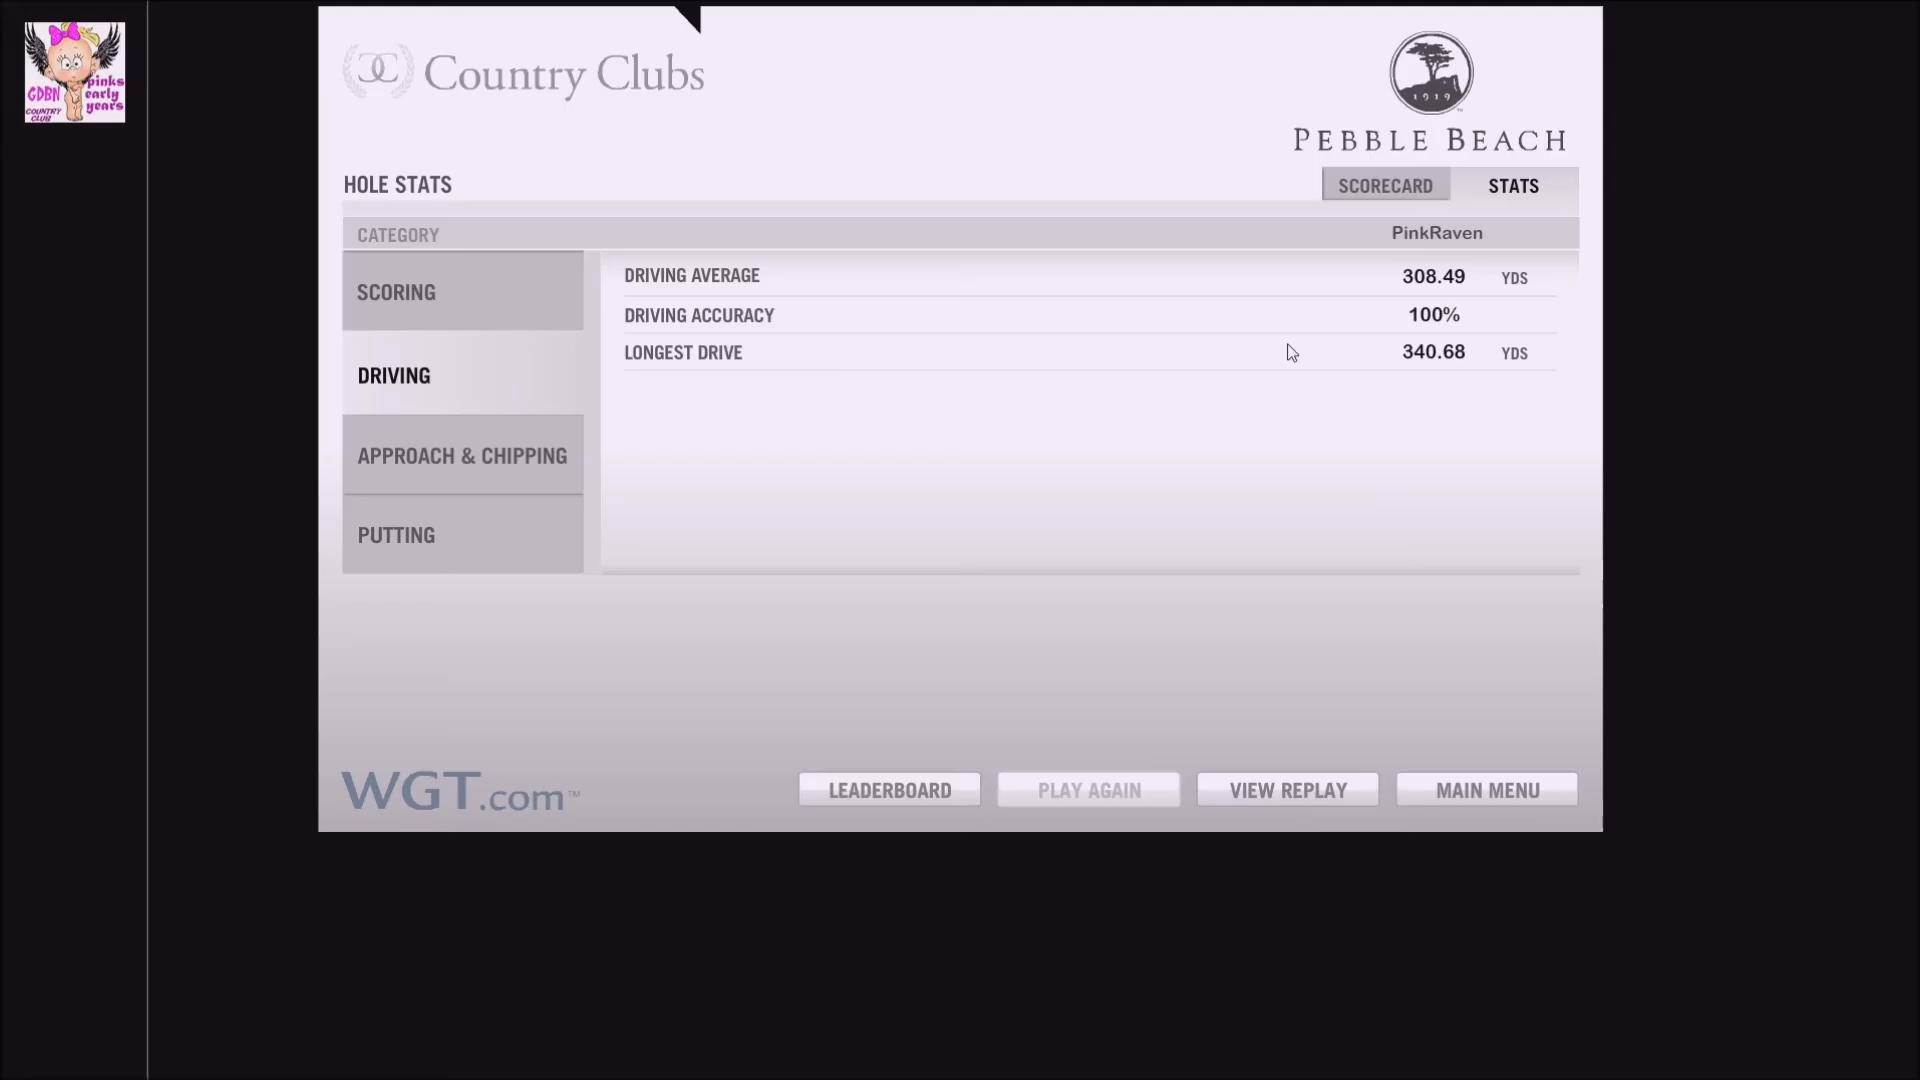 GDBN
pinks
early
years
COUNTRY
CLUB
CC Country Clubs
1919
PEBBLE BEACH
HOLE STATS
SCORECARD
STATS
CATEGORY
PinkRaven
SCORING
DRIVING
APPROACH & CHIPPING
PUTTING
DRIVING AVERAGE 308.49 YDS
DRIVING ACCURACY 100%
LONGEST DRIVE 340.68 YDS
WGT.com™
LEADERBOARD
PLAY AGAIN
VIEW REPLAY
MAIN MENU